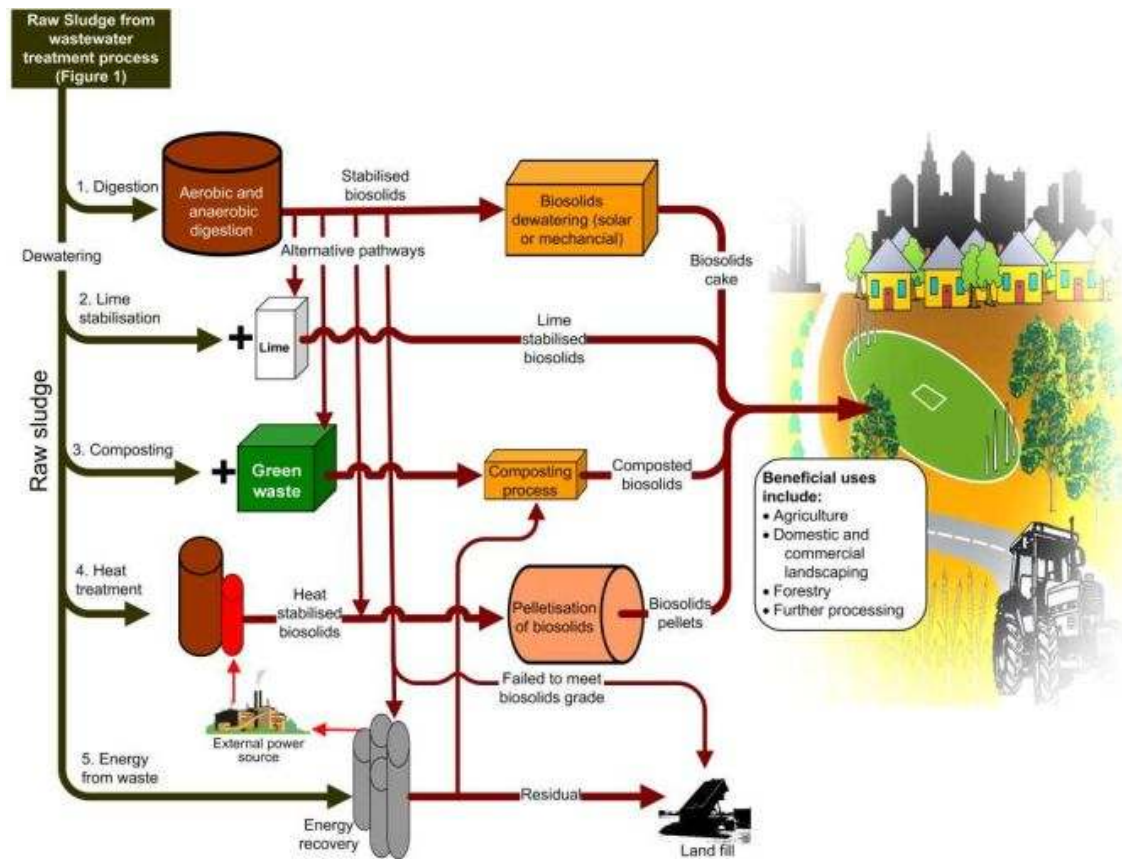 Raw Sludge from
wastewater
treatment process
(Figure 1)
1. Digestion
Aerobic and
anaerobic
digestion
Stabilised
biosolids
Biosolids
dewatering (solar
or mechancial)
Alternative pathways
Biosolids
cake
Dewatering
2. Lime
stabilisation
+
Lime
Lime
stabilised
biosolids
Raw sludge
3. Composting
+
Green
waste
Composting
process
Composted
biosolids
4. Heat
treatment
Heat
stabilised
biosolids
Pelletisation
of biosolids
Biosolids
pellets
Beneficial uses
include:
• Agriculture
• Domestic and
commercial
landscaping
• Forestry
• Further processing
Failed to meet
biosolids grade
External power
source
5. Energy
from waste
Energy
recovery
Residual
Land fill